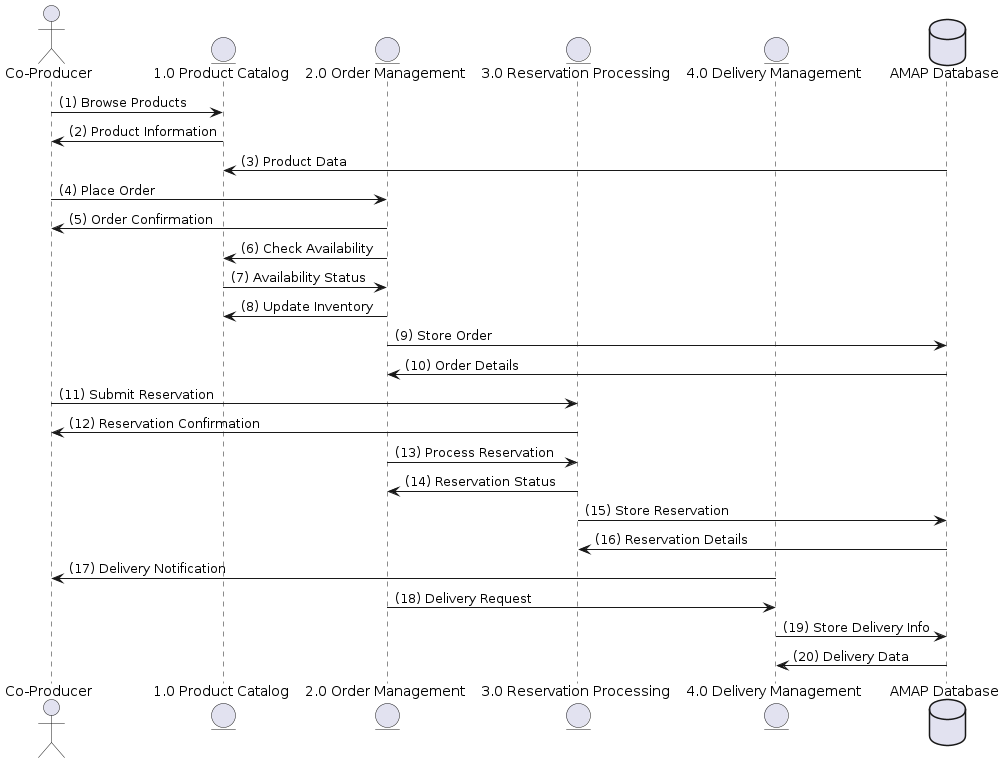 Co-Producer
1.0 Product Catalog
2.0 Order Management
3.0 Reservation Processing
4.0 Delivery Management
AMAP Database
(1) Browse Products
(2) Product Information
(3) Product Data
(4) Place Order
(5) Order Confirmation
(6) Check Availability
(7) Availability Status
(8) Update Inventory
(9) Store Order
(10) Order Details
(11) Submit Reservation
(12) Reservation Confirmation
(13) Process Reservation
(14) Reservation Status
(15) Store Reservation
(16) Reservation Details
(17) Delivery Notification
(18) Delivery Request
(19) Store Delivery Info
(20) Delivery Data
Co-Producer
1.0 Product Catalog
2.0 Order Management
3.0 Reservation Processing
4.0 Delivery Management
AMAP Database